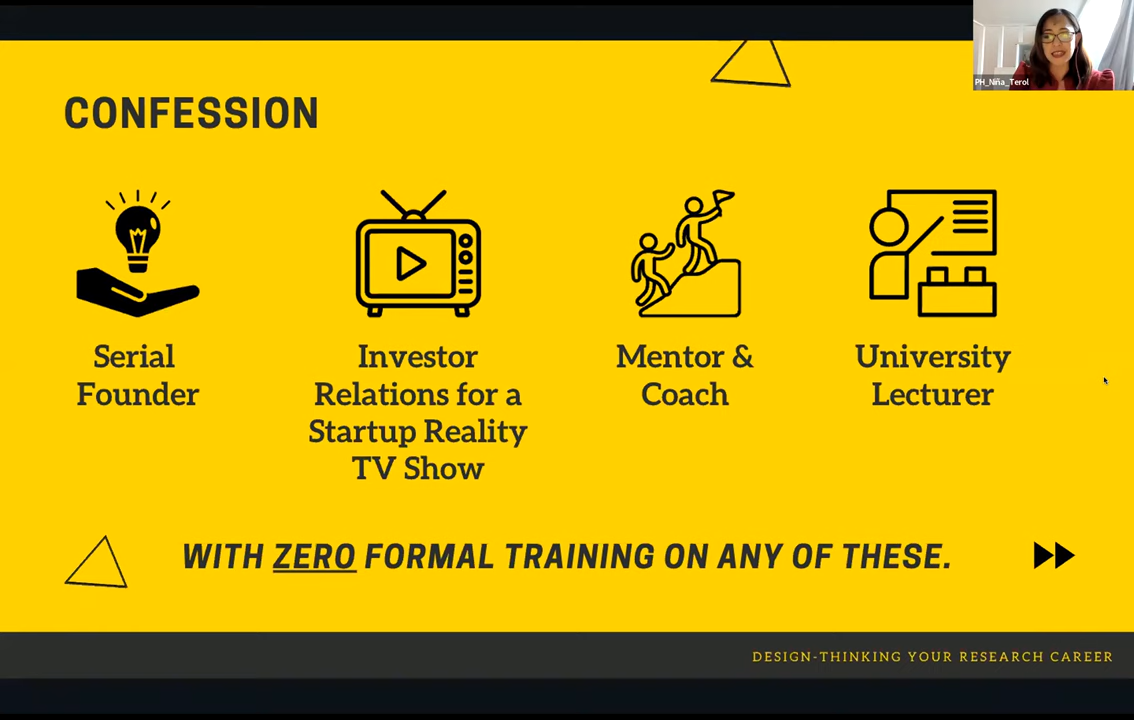 PH_Niña_Terol
CONFESSION
Serial
Founder
Investor
Relations for a
Startup Reality
TV Show
Mentor &
Coach
University
Lecturer
WITH ZERO FORMAL TRAINING ON ANY OF THESE.
DESIGN-THINKING YOUR RESEARCH CAREER